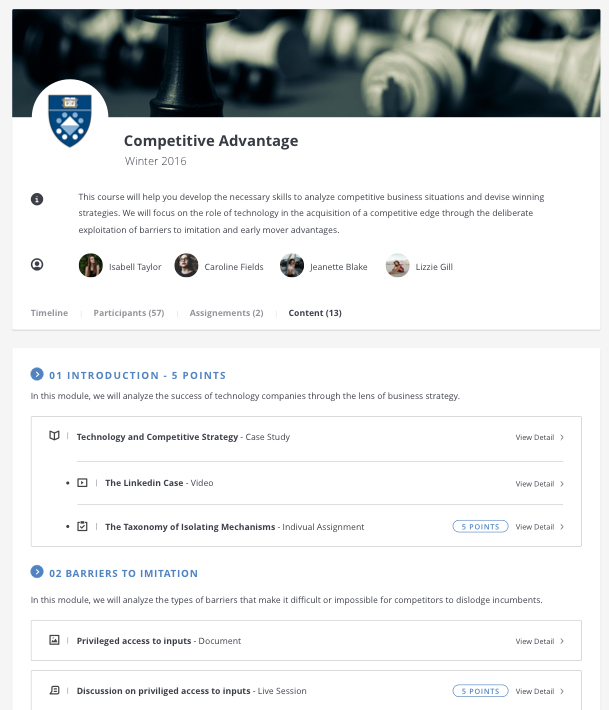 Competitive Advantage
Winter 2016
This course will help you develop the necessary skills to analyze competitive business situations and devise winning
strategies. We will focus on the role of technology in the acquisition of a competitive edge through the deliberate
exploitation of barriers to imitation and early mover advantages.
Isabell Taylor Caroline Fields Jeanette Blake Lizzie Gill
Timeline | Participants (57) | Assignements (2) | Content (13)
01 INTRODUCTION - 5 POINTS
In this module, we will analyze the success of technology companies through the lens of business strategy.
Technology and Competitive Strategy - Case Study View Detail
The Linkedin Case - Video View Detail
The Taxonomy of Isolating Mechanisms - Indivual Assignment 5 POINTS View Detail
02 BARRIERS TO IMITATION
In this module, we will analyze the types of barriers that make it difficult or impossible for competitors to dislodge incumbents.
Privileged access to inputs - Document View Detail
Discussion on priviliged access to inputs - Live Session 5 POINTS View Detail